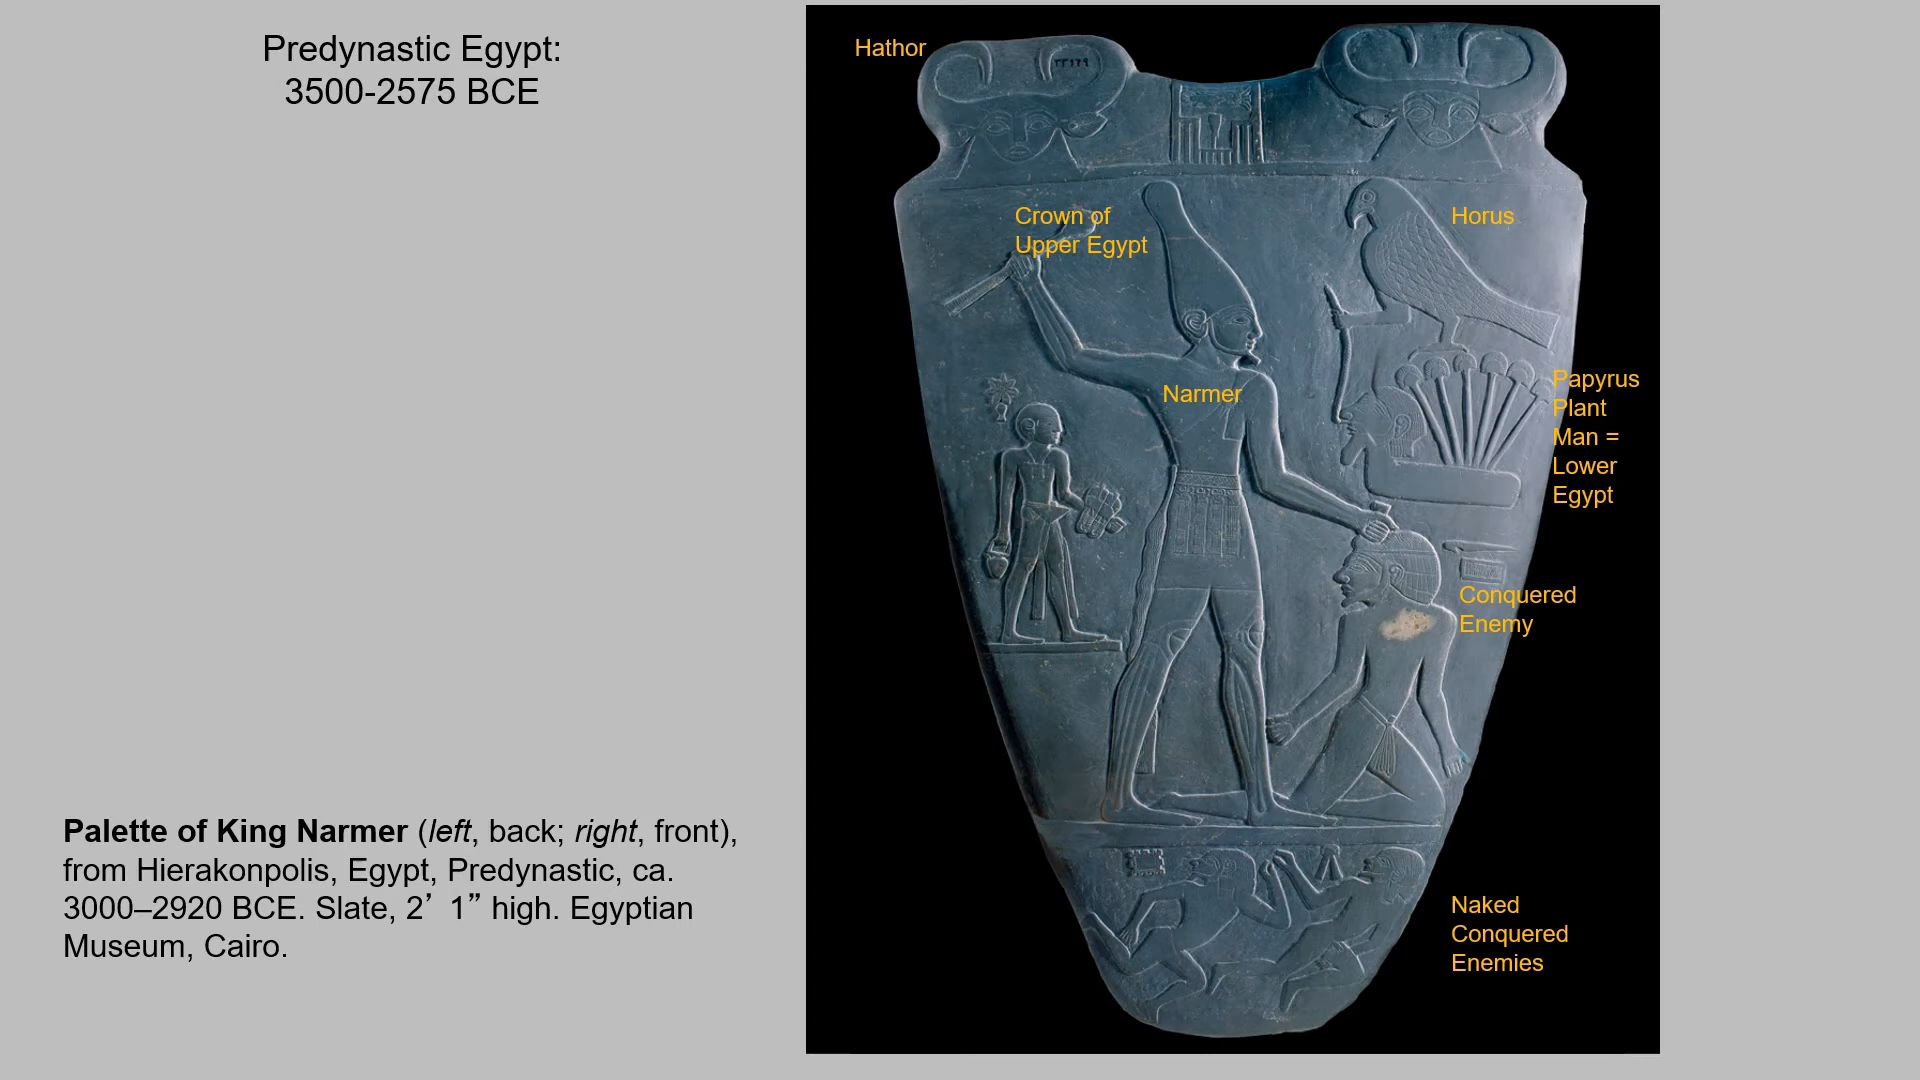 Predynastic Egypt:
3500-2575 BCE
Hathor
Crown of
Upper Egypt
Horus
Narmer
Papyrus
Plant
Man =
Lower
Egypt
Conquered
Enemy
Naked
Conquered
Enemies
Palette of King Narmer (left, back; right, front),
from Hierakonpolis, Egypt, Predynastic, ca.
3000–2920 BCE. Slate, 2’ 1” high. Egyptian
Museum, Cairo.